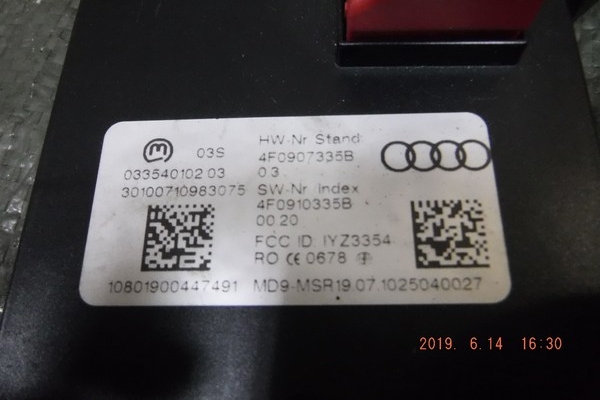 03S
HW-Nr Stand
4F0907335B
03
033540102 03
30100710983075
SW-Nr Index
4F0910335B
00 20
FCC ID: IYZ3354
RO CE 0678
10801900447491 MD9-MSR19.07.1025040027
2019. 6.14 16:30